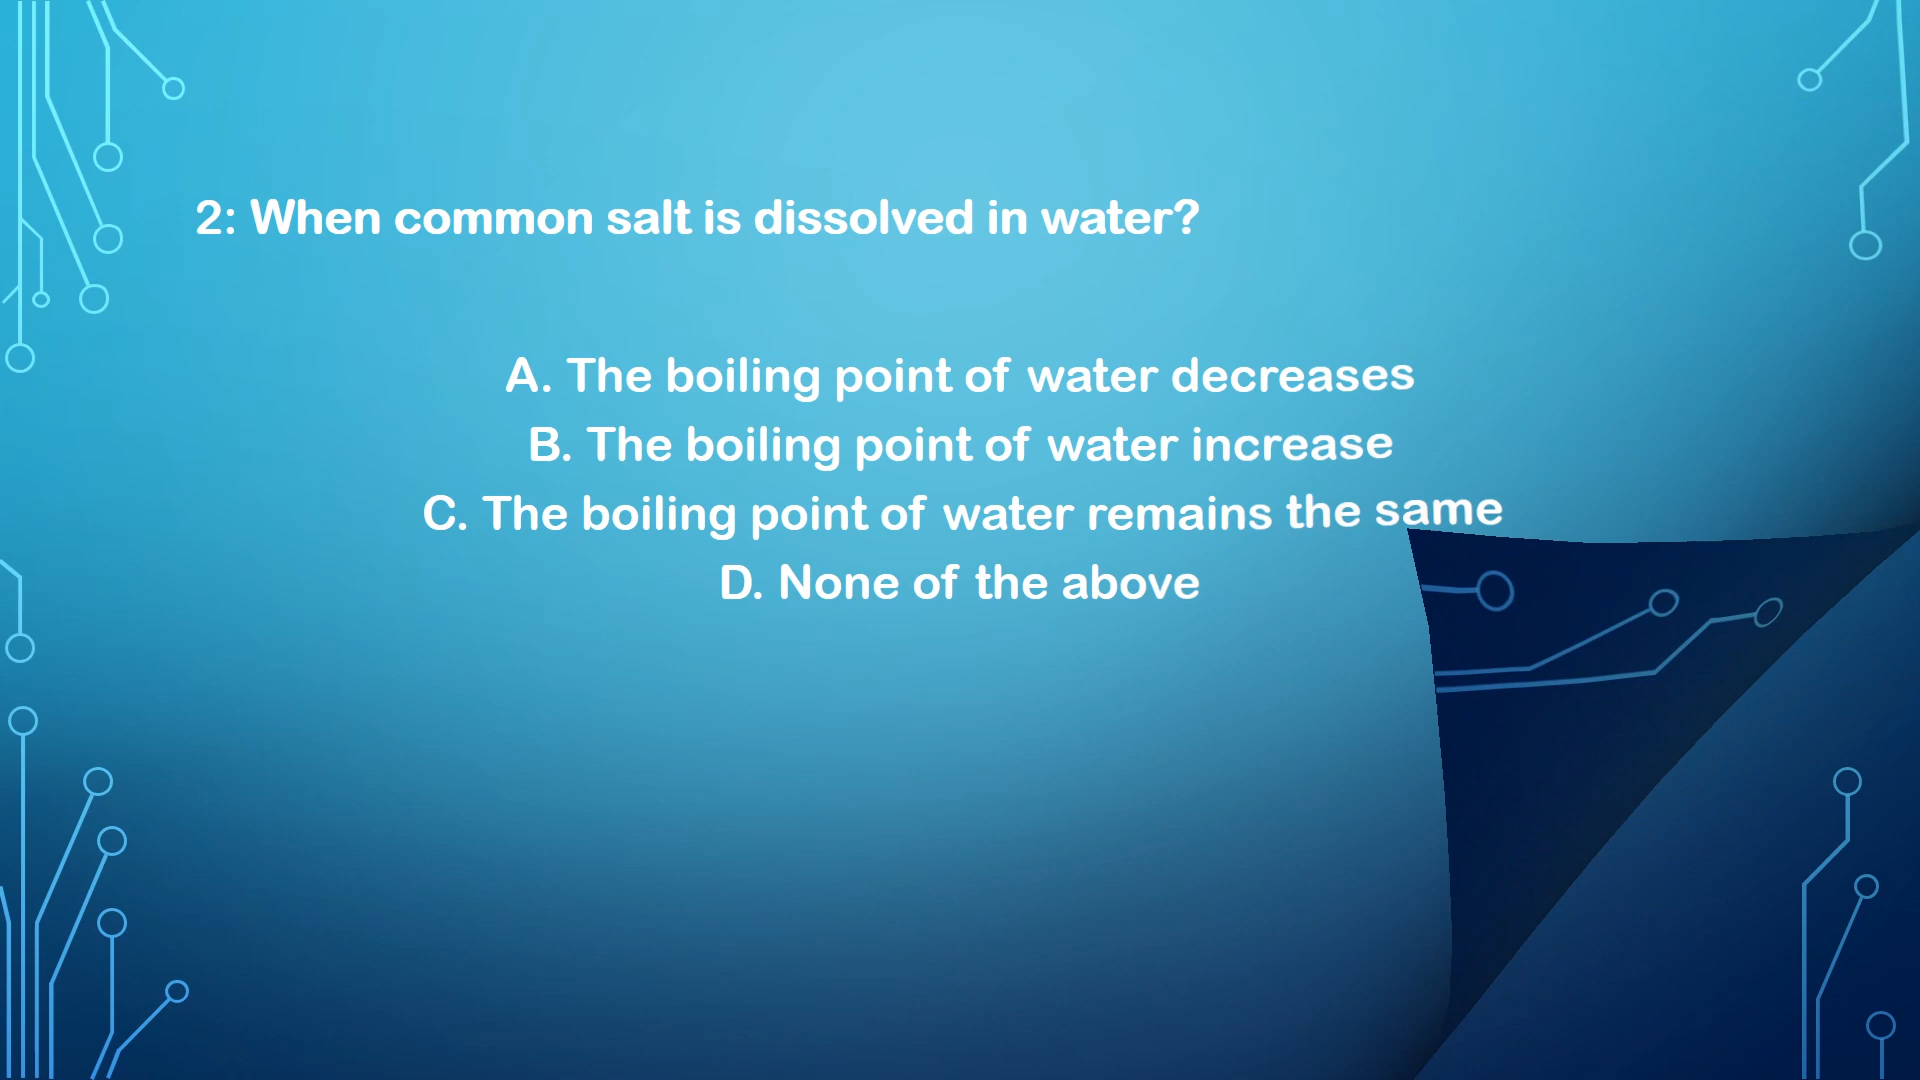 2: When common salt is dissolved in water?
A. The boiling point of water decreases
B. The boiling point of water increase
C. The boiling point of water remains the same
D. None of the above